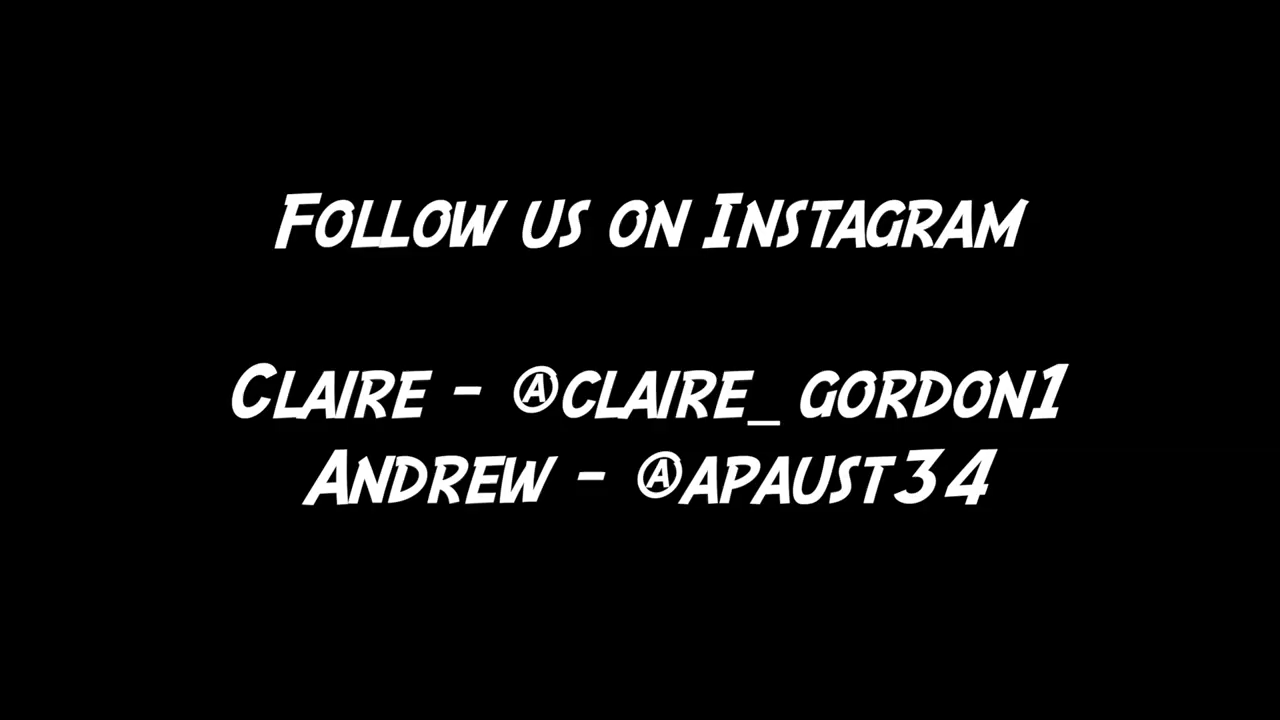 Follow us on Instagram
Claire - @claire_gordon1
Andrew - @apaust34